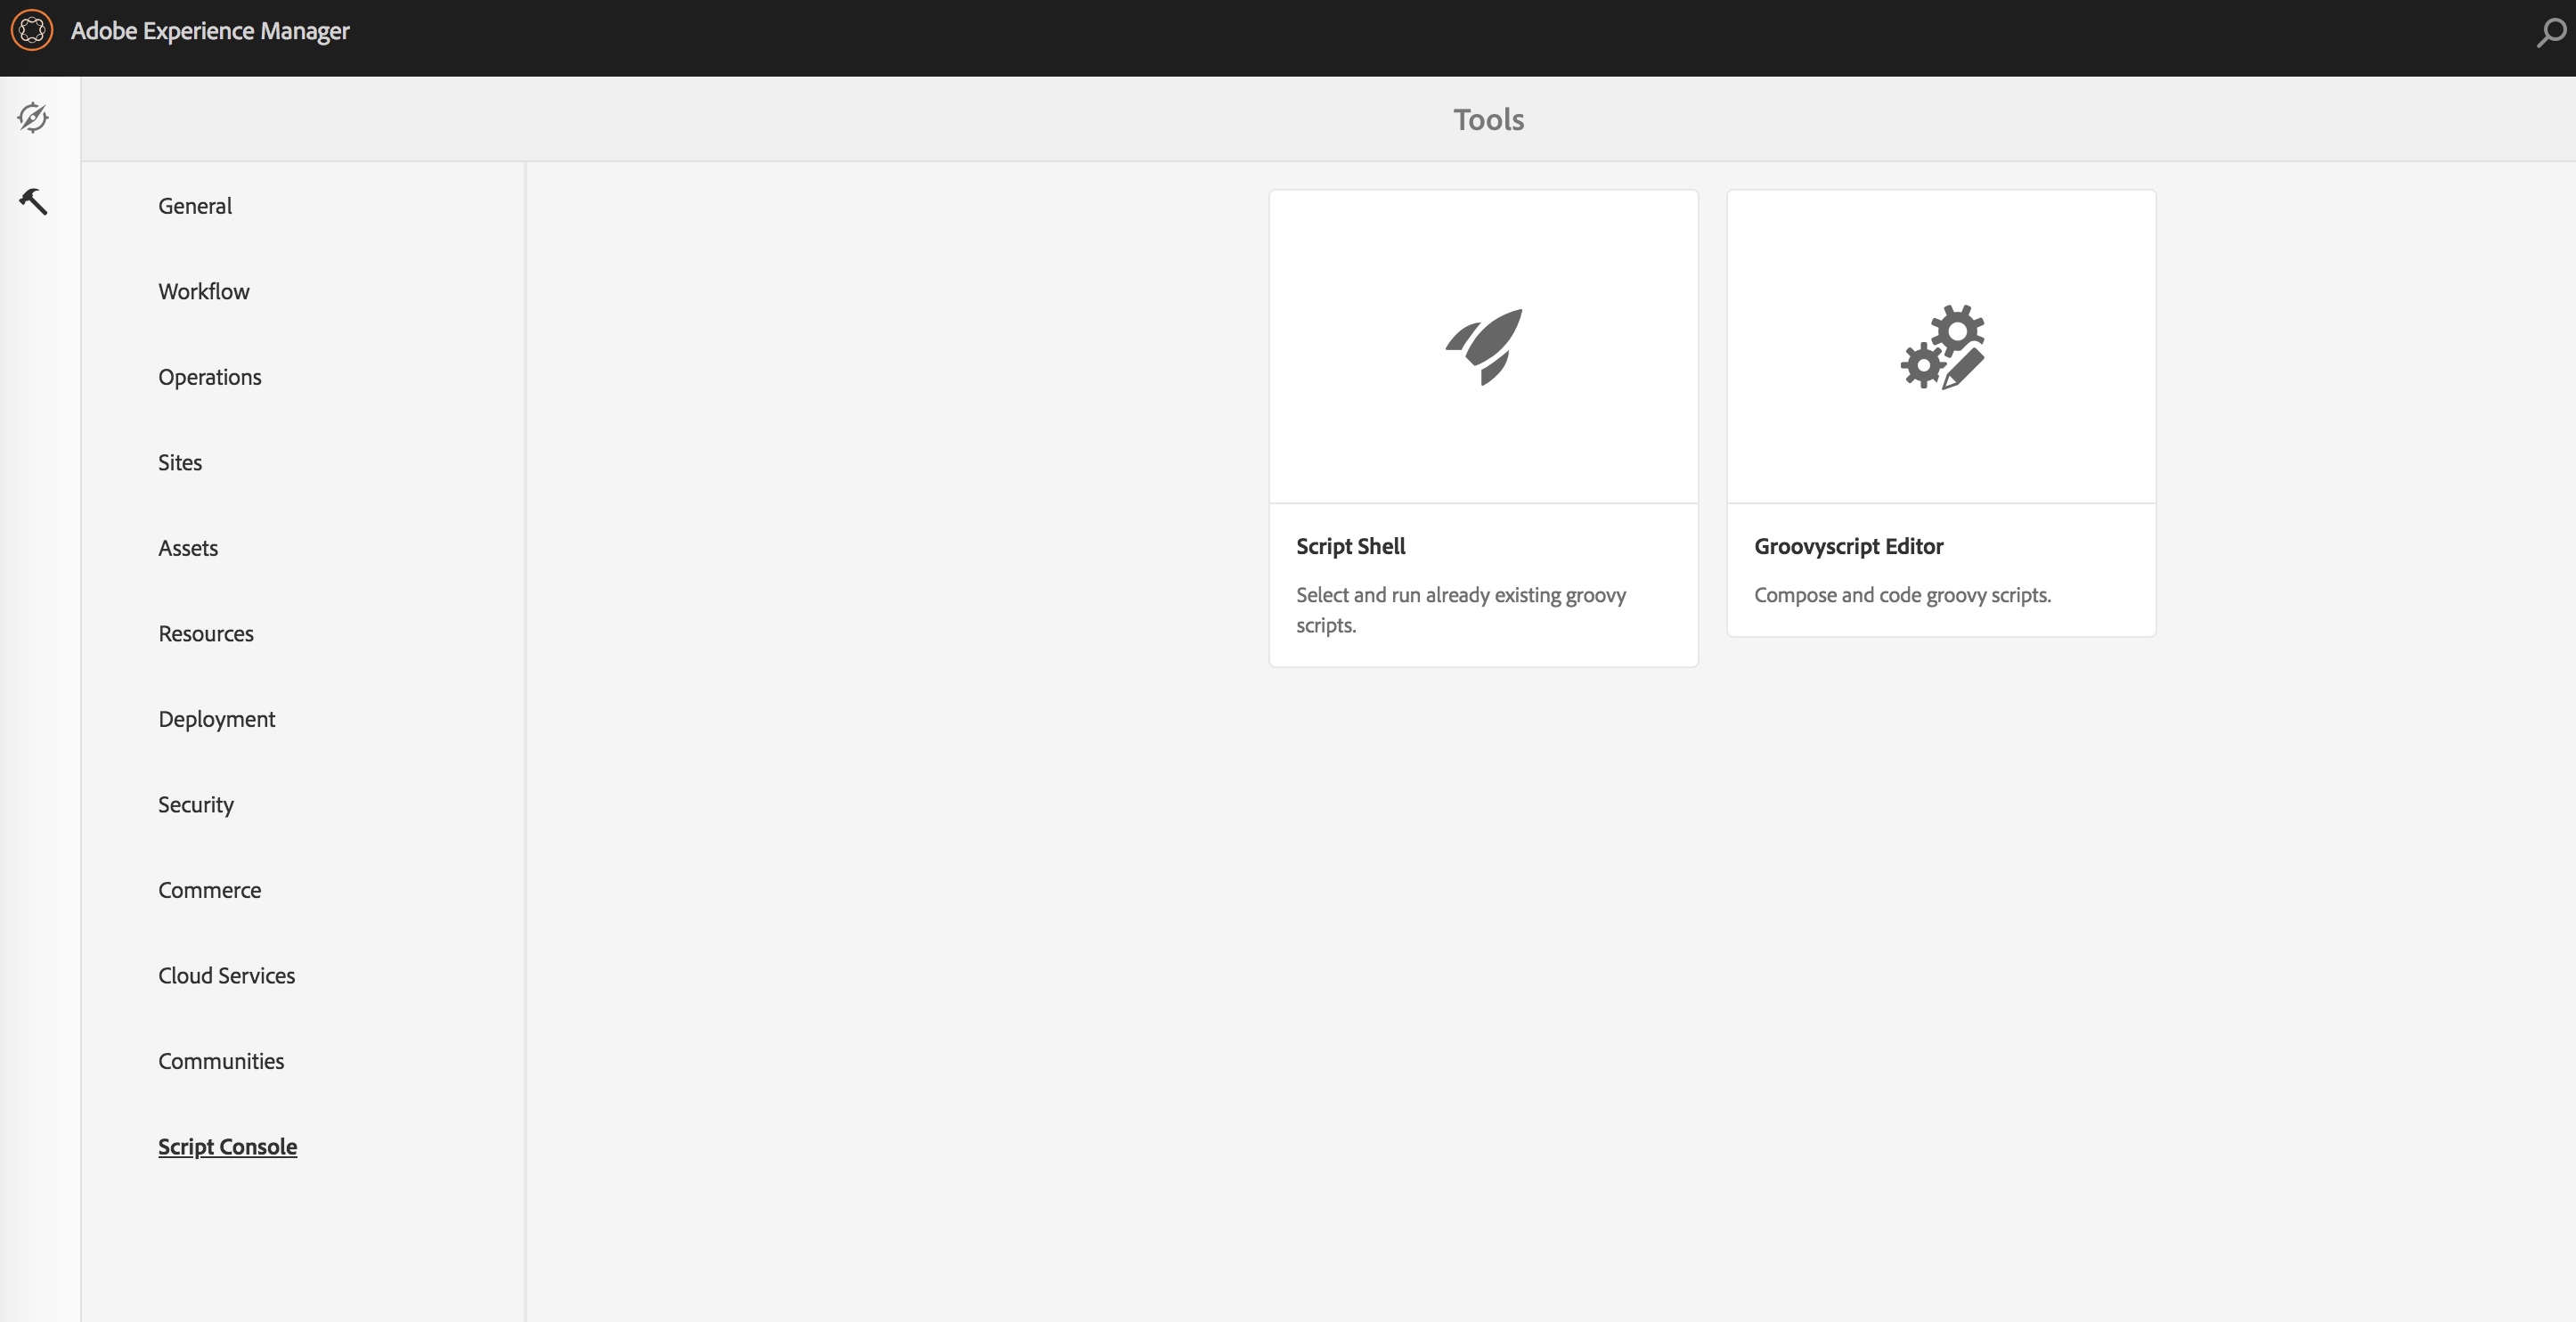 Adobe Experience Manager
Tools
General
Workflow
Operations
Sites
Assets
Resources
Deployment
Security
Commerce
Cloud Services
Communities
Script Console
Script Shell
Select and run already existing groovy
scripts.
Groovyscript Editor
Compose and code groovy scripts.